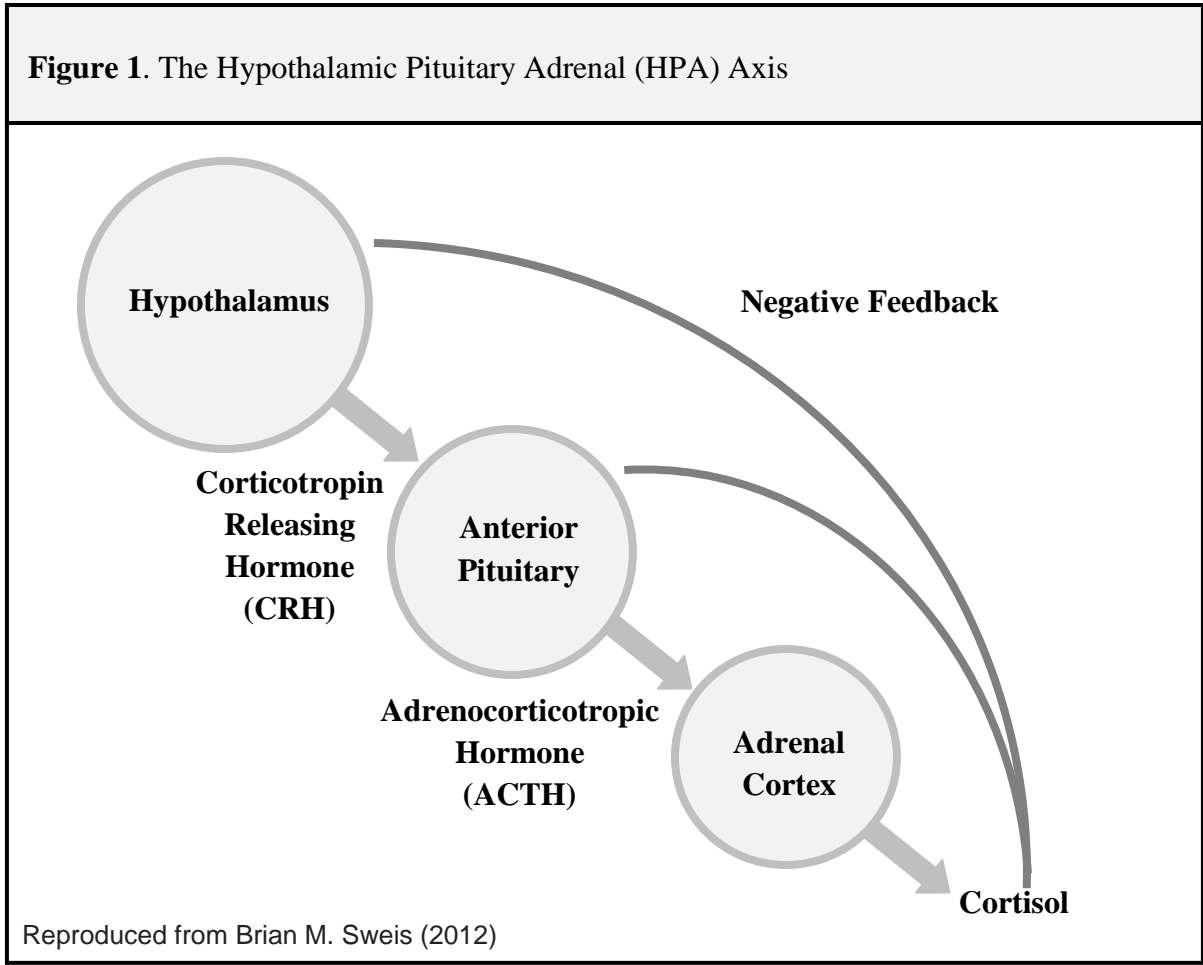 Figure 1. The Hypothalamic Pituitary Adrenal (HPA) Axis
Hypothalamus
Negative Feedback
Corticotropin
Releasing
Hormone
(CRH)
Anterior
Pituitary
Adrenocorticotropic
Hormone
(ACTH)
Adrenal
Cortex
Cortisol
Reproduced from Brian M. Sweis (2012)